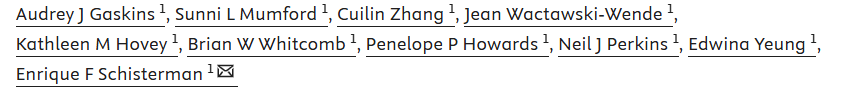 Audrey J Gaskins 1, Sunni L Mumford 1, Cuilin Zhang 1, Jean Wactawski-Wende 1,
Kathleen M Hovey 1, Brian W Whitcomb 1, Penelope P Howards 1, Neil J Perkins 1, Edwina Yeung 1,
Enrique F Schisterman 1